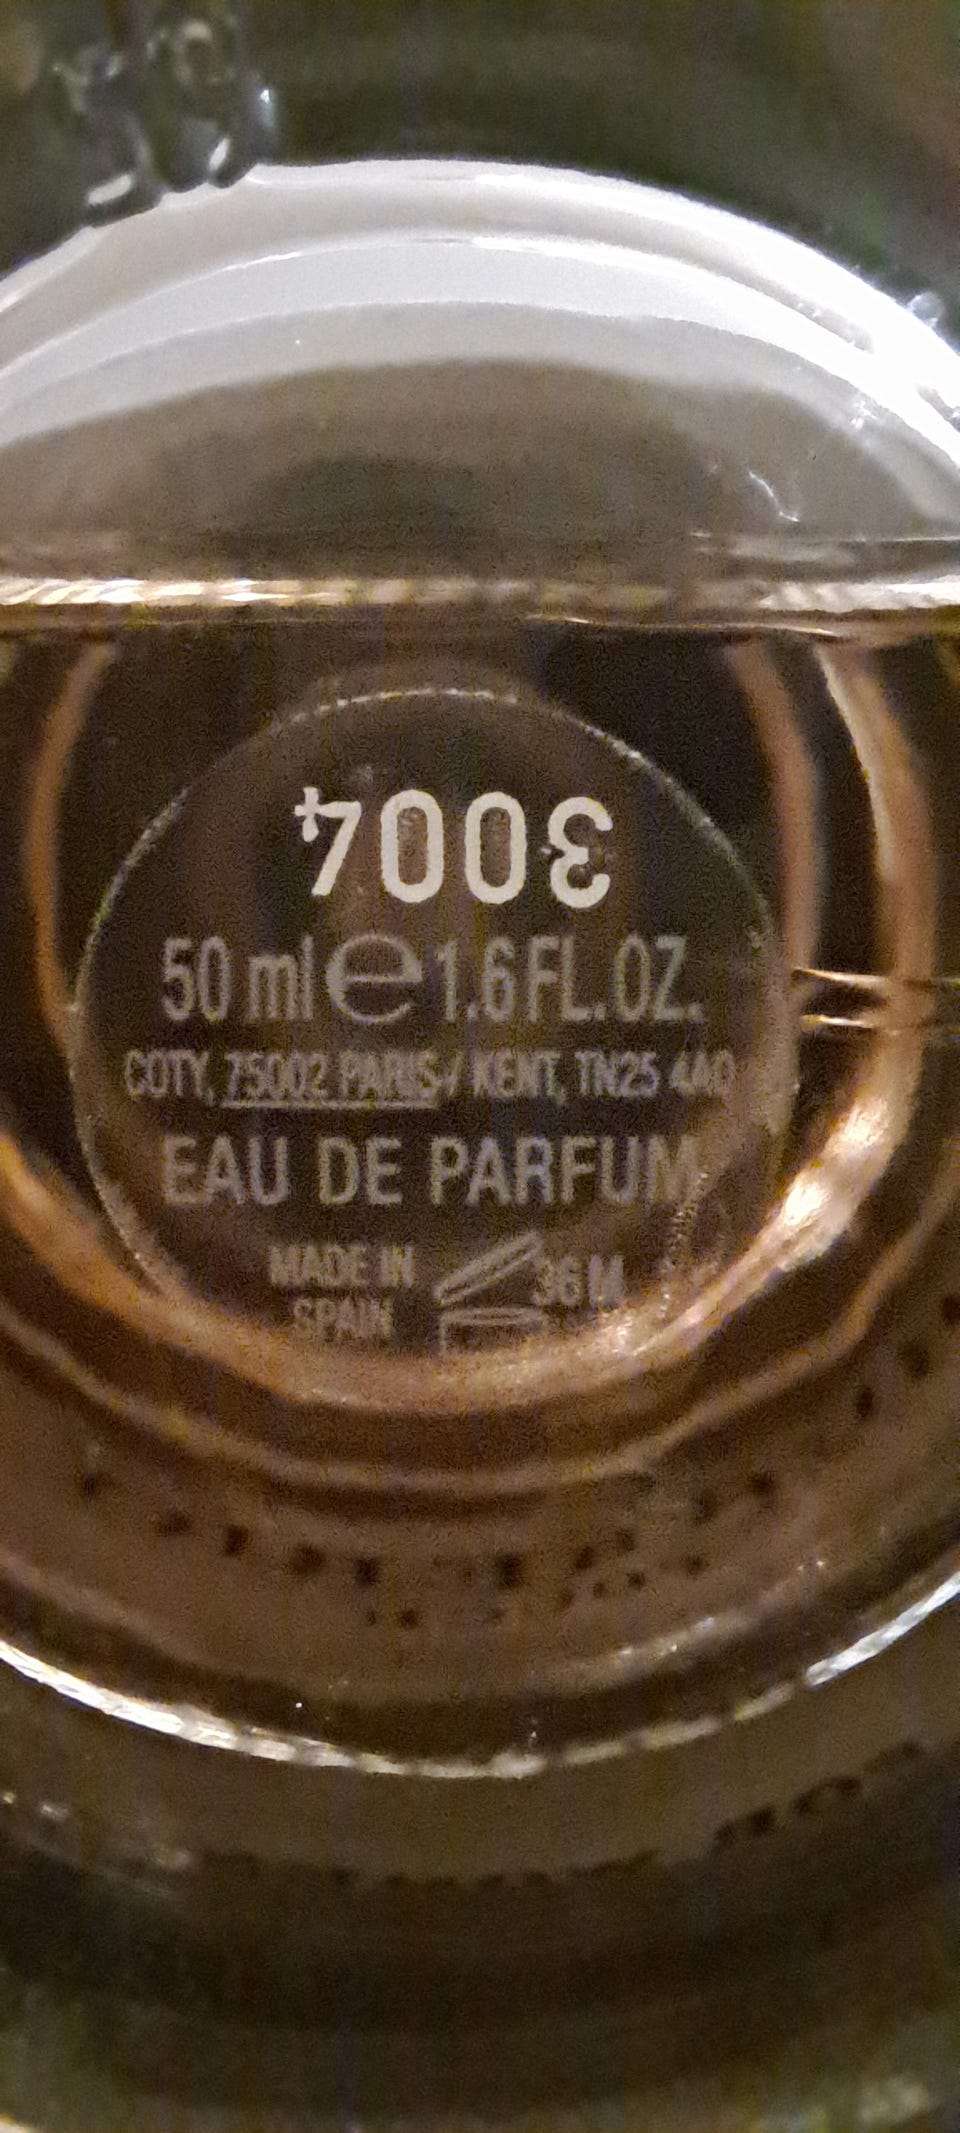 3004
50 ml e 1.6 FL.OZ.
COTY, 75002 PARIS / KENT, TN25 4AQ
EAU DE PARFUM
MADE IN 36 M
SPAIN